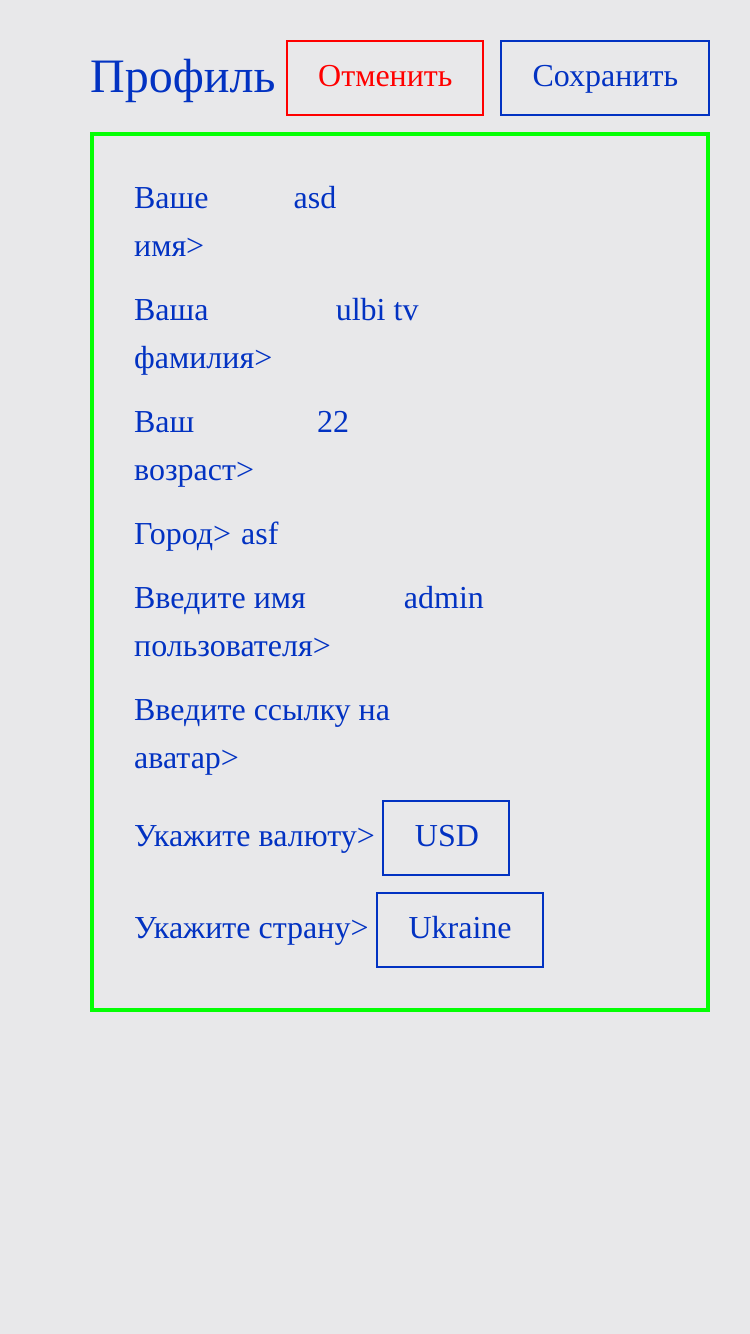 Профиль Отменить Сохранить
Ваше asd
имя>
Ваша ulbi tv
фамилия>
Ваш 22
возраст>
Город> asf
Введите имя admin
пользователя>
Введите ссылку на
аватар>
Укажите валюту> USD
Укажите страну> Ukraine